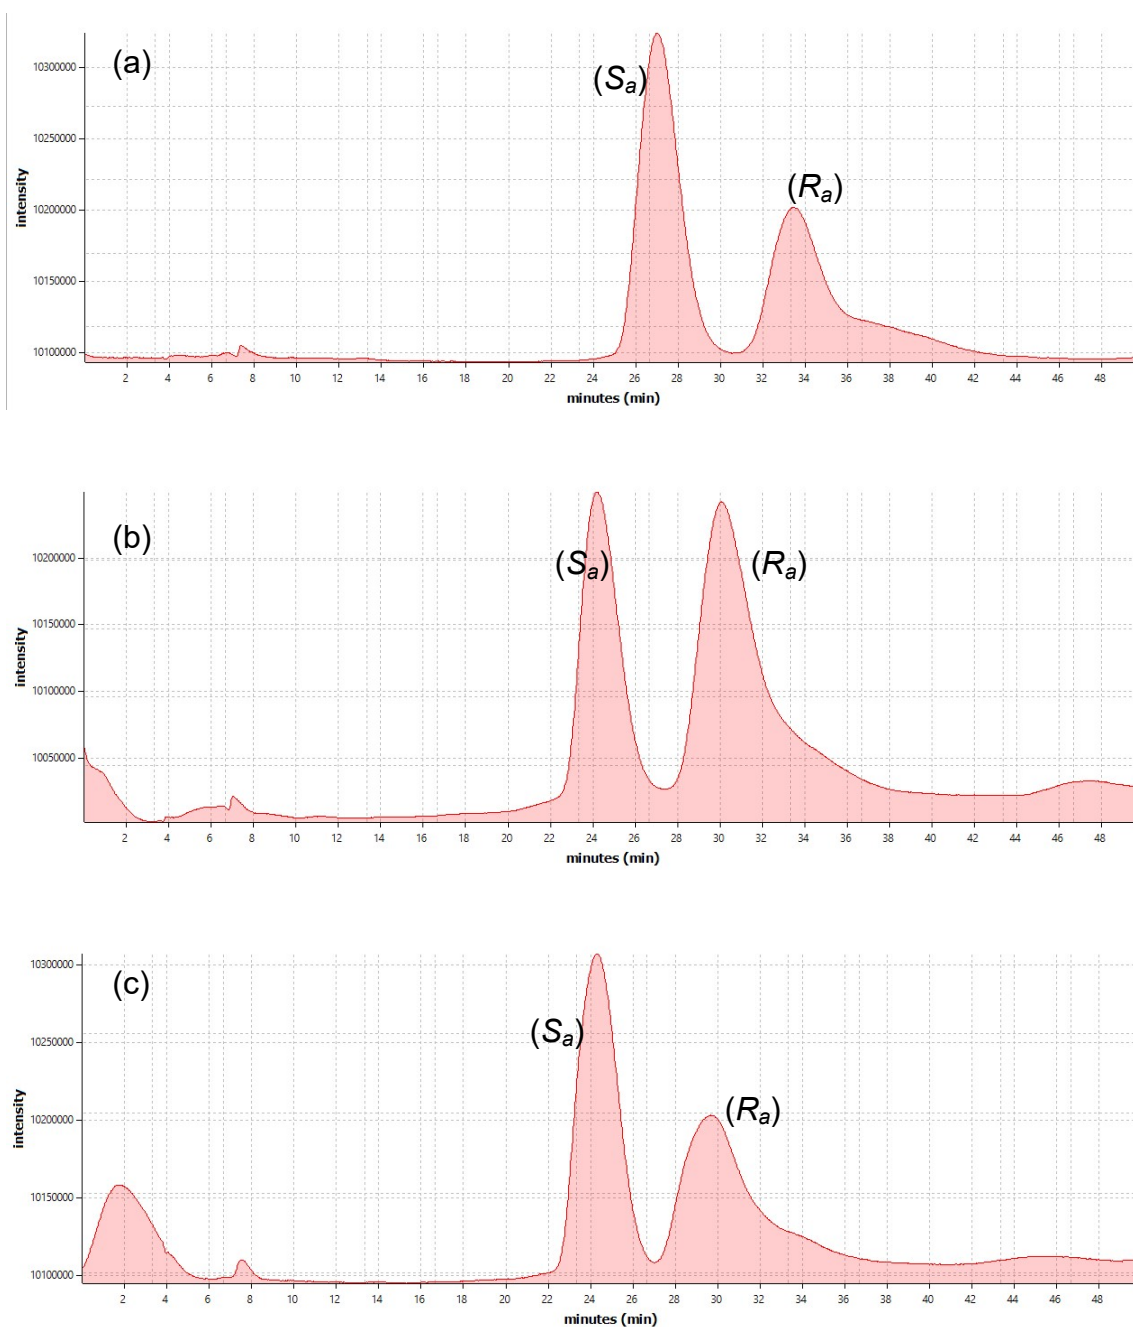 (a)
(Sa)
(Ra)
10300000
10250000
10200000
10150000
10100000
intensity
2 4 6 8 10 12 14 16 18 20 22 24 26 28 30 32 34 36 38 40 42 44 46 48
minutes (min)
(b)
(Sa) (Ra)
10200000
10150000
10100000
10050000
intensity
2 4 6 8 10 12 14 16 18 20 22 24 26 28 30 32 34 36 38 40 42 44 46 48
minutes (min)
(c)
(Sa)
(Ra)
10300000
10250000
10200000
10150000
10100000
intensity
2 4 6 8 10 12 14 16 18 20 22 24 26 28 30 32 34 36 38 40 42 44 46 48
minutes (min)